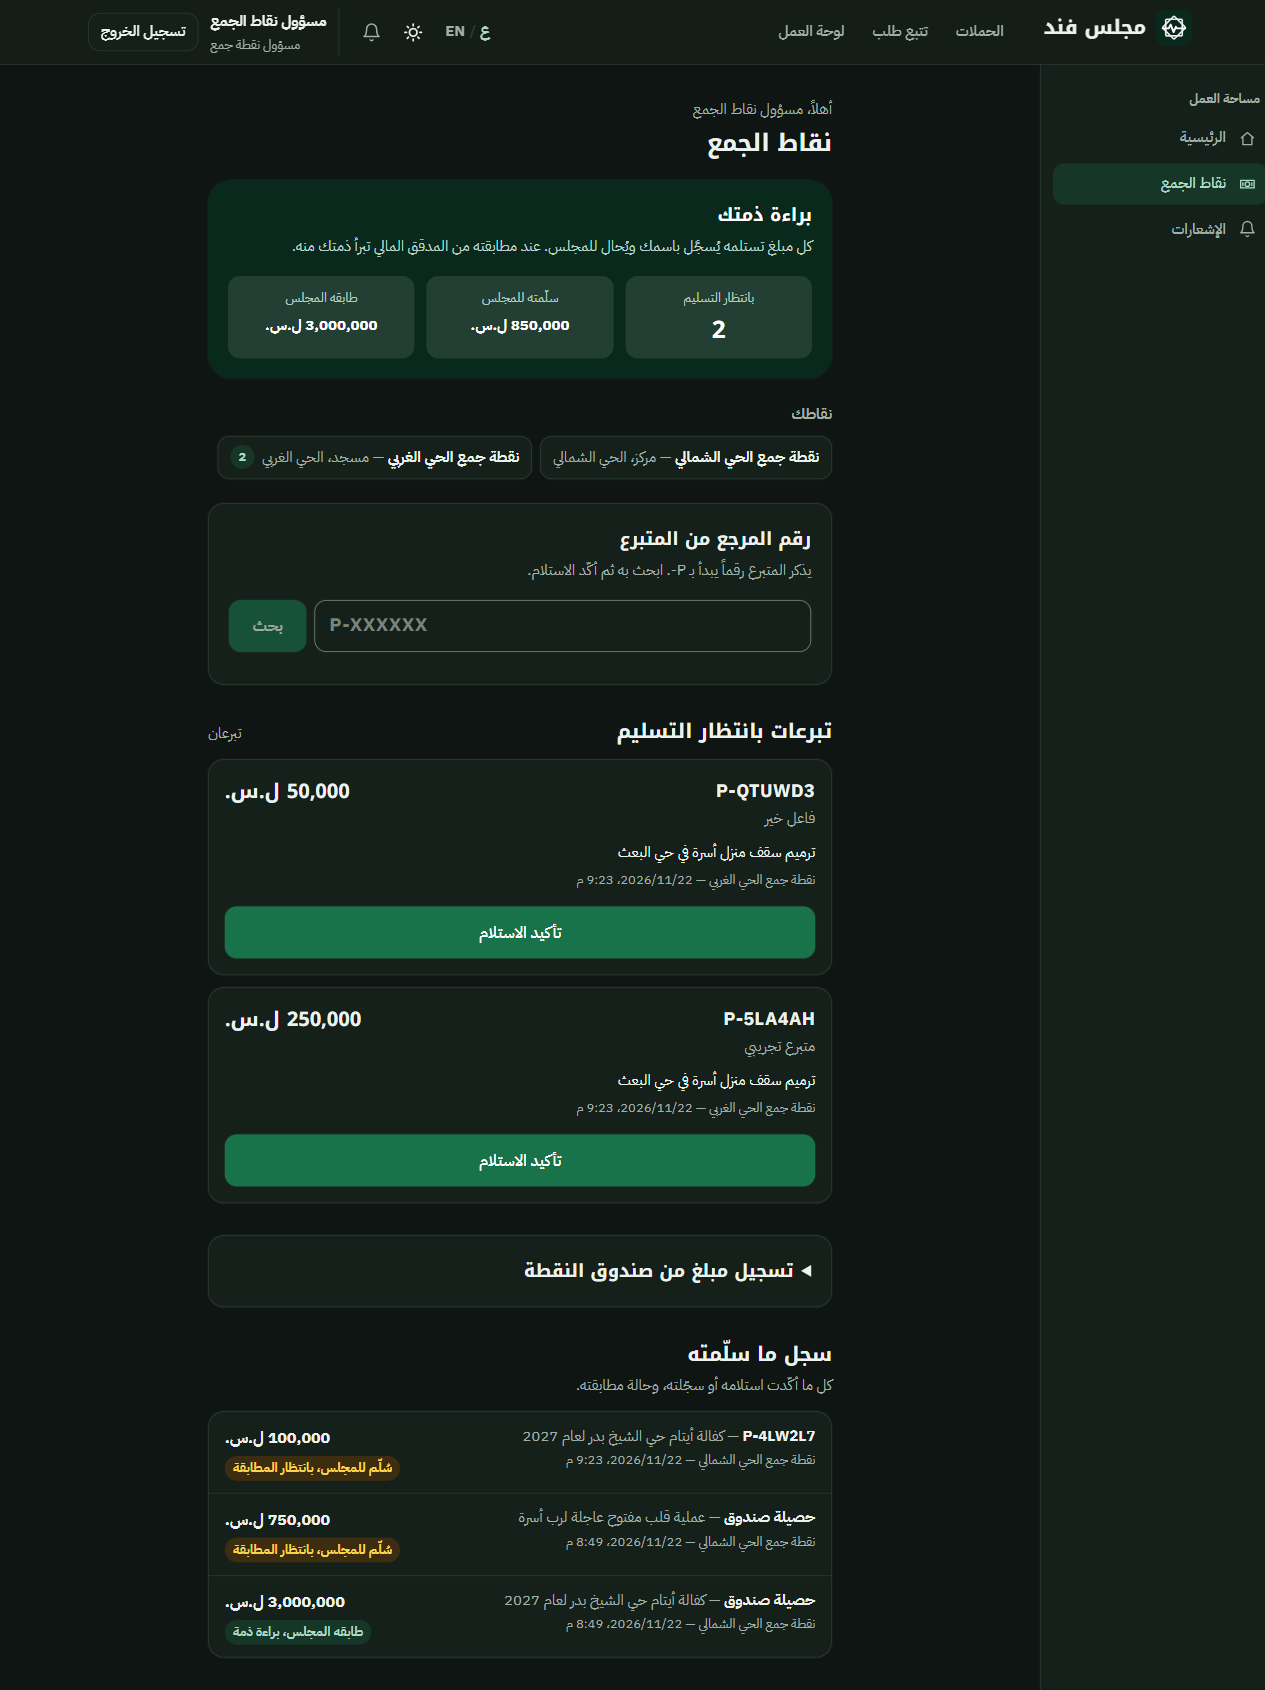 مجلس فند
الحملات
تتبع طلب
لوحة العمل
ع / EN
مسؤول نقاط الجمع
مسؤول نقطة جمع
تسجيل الخروج
مساحة العمل
الرئيسية
نقاط الجمع
الإشعارات
أهلاً، مسؤول نقاط الجمع
نقاط الجمع
براءة ذمتك
كل مبلغ تستلمه يُسجَّل باسمك ويُحال للمجلس. عند مطابقته من المدقق المالي تبرأ ذمتك منه.
بانتظار التسليم
2
سلّمته للمجلس
850,000 ل.س.
طابقه المجلس
3,000,000 ل.س.
نقاطك
نقطة جمع الحي الشمالي — مركز، الحي الشمالي
نقطة جمع الحي الغربي — مسجد، الحي الغربي 2
رقم المرجع من المتبرع
يذكر المتبرع رقماً يبدأ بـ P-. ابحث به ثم أكّد الاستلام.
P-XXXXXX
بحث
تبرعات بانتظار التسليم
تبرعان
P-QTUWD3
50,000 ل.س.
فاعل خير
ترميم سقف منزل أسرة في حي البعث
نقطة جمع الحي الغربي — 2026/11/22، 9:23 م
تأكيد الاستلام
P-5LA4AH
250,000 ل.س.
متبرع تجريبي
ترميم سقف منزل أسرة في حي البعث
نقطة جمع الحي الغربي — 2026/11/22، 9:23 م
تأكيد الاستلام
تسجيل مبلغ من صندوق النقطة
سجل ما سلّمته
كل ما أكّدت استلامه أو سجّلته، وحالة مطابقته.
P-4LW2L7 — كفالة أيتام حي الشيخ بدر لعام 2027
100,000 ل.س.
نقطة جمع الحي الشمالي — 2026/11/22، 9:23 م
سُلّم للمجلس، بانتظار المطابقة
حصيلة صندوق — عملية قلب مفتوح عاجلة لرب أسرة
750,000 ل.س.
نقطة جمع الحي الشمالي — 2026/11/22، 8:49 م
سُلّم للمجلس، بانتظار المطابقة
حصيلة صندوق — كفالة أيتام حي الشيخ بدر لعام 2027
3,000,000 ل.س.
نقطة جمع الحي الشمالي — 2026/11/22، 8:49 م
طابقه المجلس، براءة ذمة